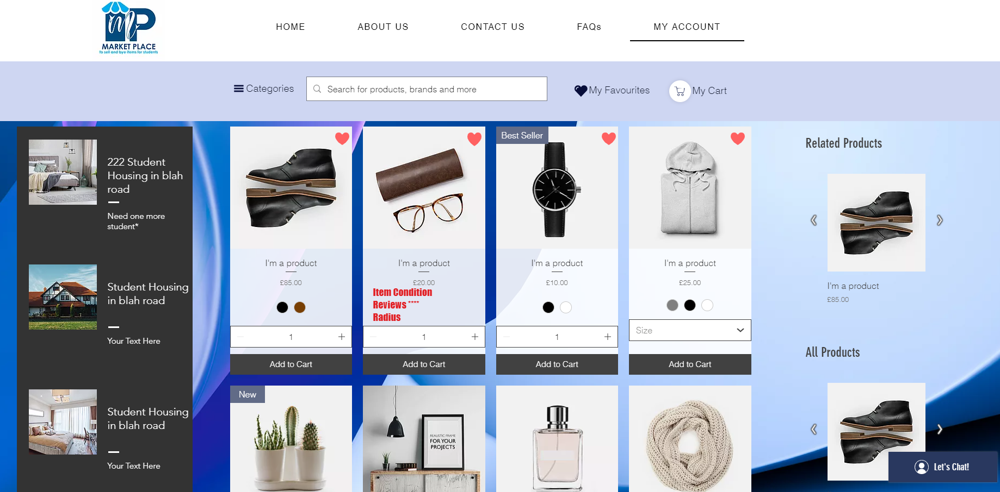 mP
MARKET PLACE
to sell and bye items for students
HOME
ABOUT US
CONTACT US
FAQs
MY ACCOUNT
Categories
Search for products, brands and more
My Favourites
My Cart
222 Student
Housing in blah
road
Need one more
student*
Student Housing
in blah road
Your Text Here
Student Housing
in blah road
Your Text Here
I'm a product
£85.00
1
Add to Cart
I'm a product
£20.00
Item Condition
Reviews ****
Radius
1
Add to Cart
Best Seller
I'm a product
£10.00
1
Add to Cart
I'm a product
£25.00
Size
Add to Cart
New
REALISTIC FRAME
FOR YOUR
PROJECTS
Related Products
I'm a product
£85.00
All Products
Let's Chat!